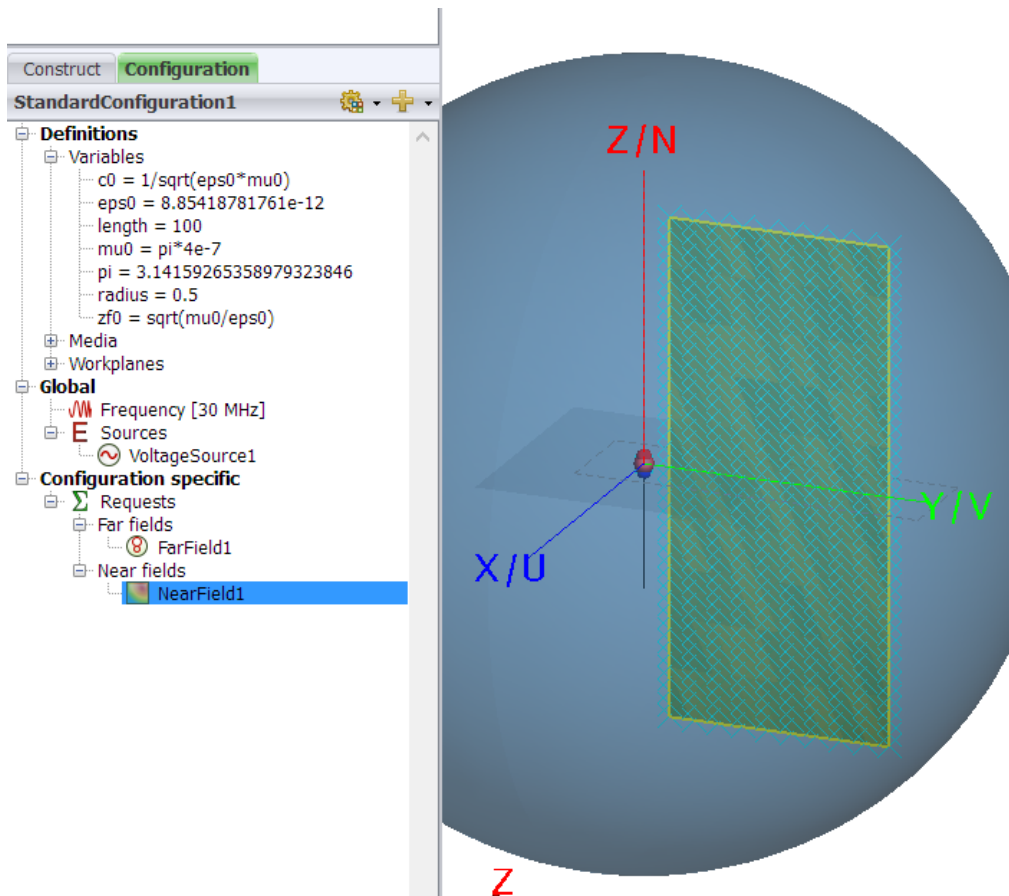 Construct Configuration
StandardConfiguration1
Definitions
Variables
c0 = 1/sqrt(eps0*mu0)
eps0 = 8.85418781761e-12
length = 100
mu0 = pi*4e-7
pi = 3.14159265358979323846
radius = 0.5
zf0 = sqrt(mu0/eps0)
Media
Workplanes
Global
Frequency [30 MHz]
E Sources
VoltageSource1
Configuration specific
Σ Requests
Far fields
FarField1
Near fields
NearField1
Z/N
Y/V
X/U
Z